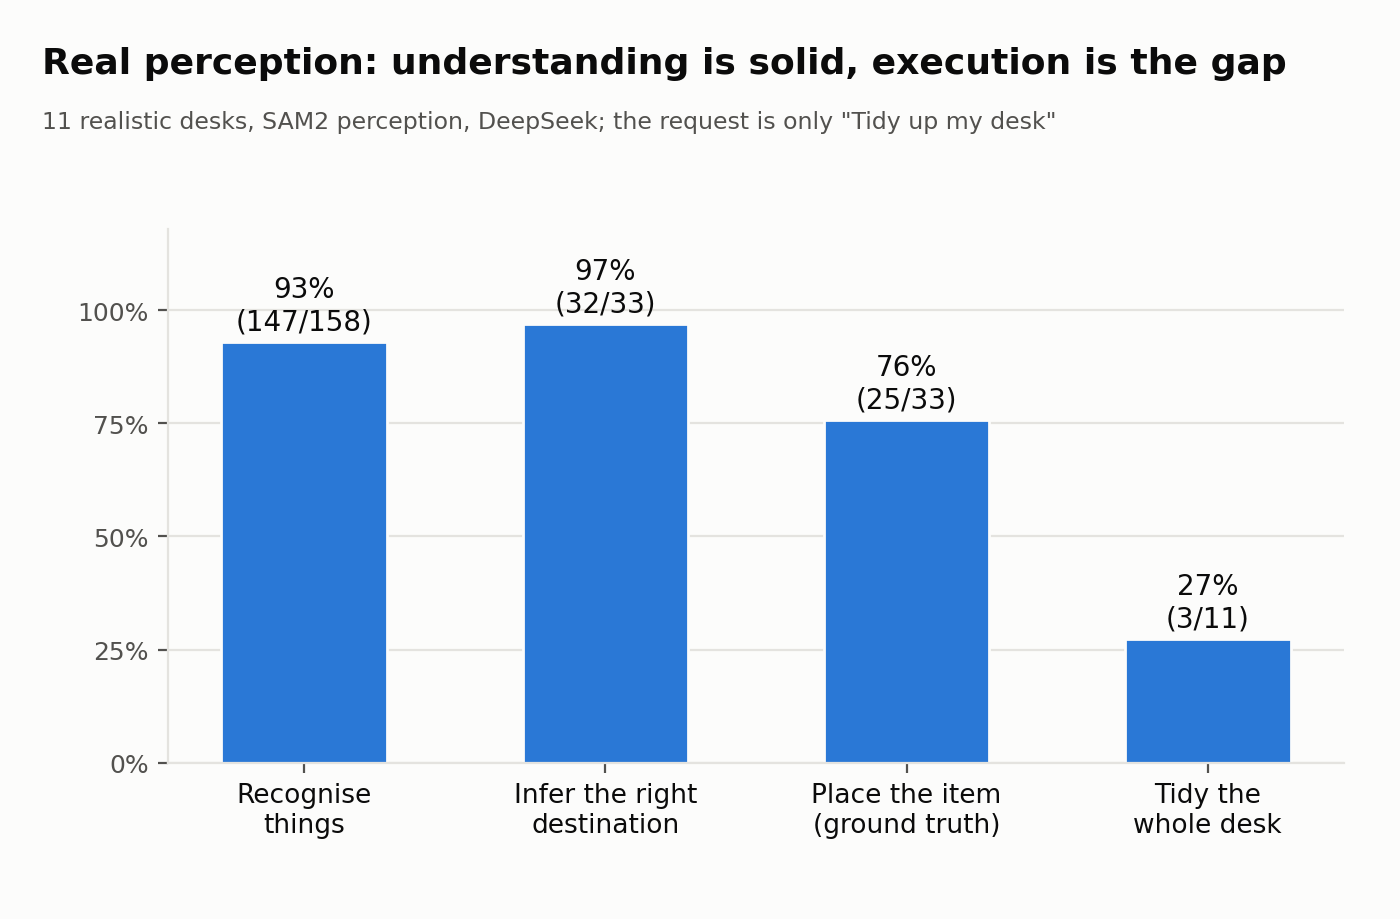 Real perception: understanding is solid, execution is the gap
11 realistic desks, SAM2 perception, DeepSeek; the request is only "Tidy up my desk"
93%
(147/158)
97%
(32/33)
76%
(25/33)
27%
(3/11)
100%
75%
50%
25%
0%
Recognise
things
Infer the right
destination
Place the item
(ground truth)
Tidy the
whole desk